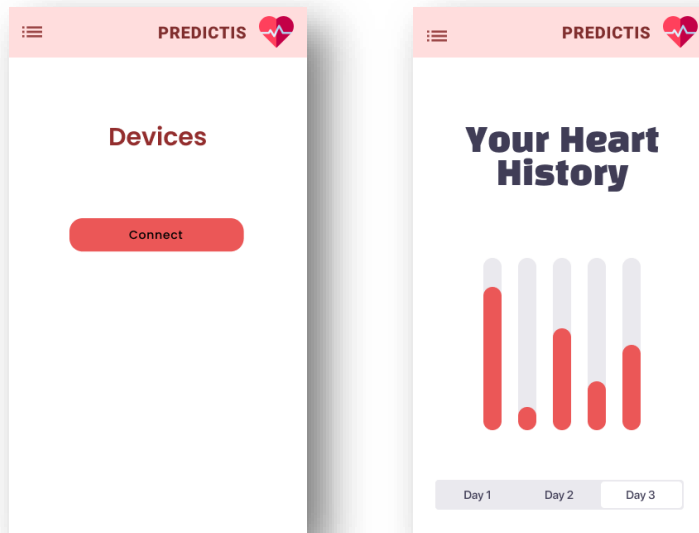 PREDICTIS
Devices
Connect
PREDICTIS
Your Heart
History
Day 1
Day 2
Day 3